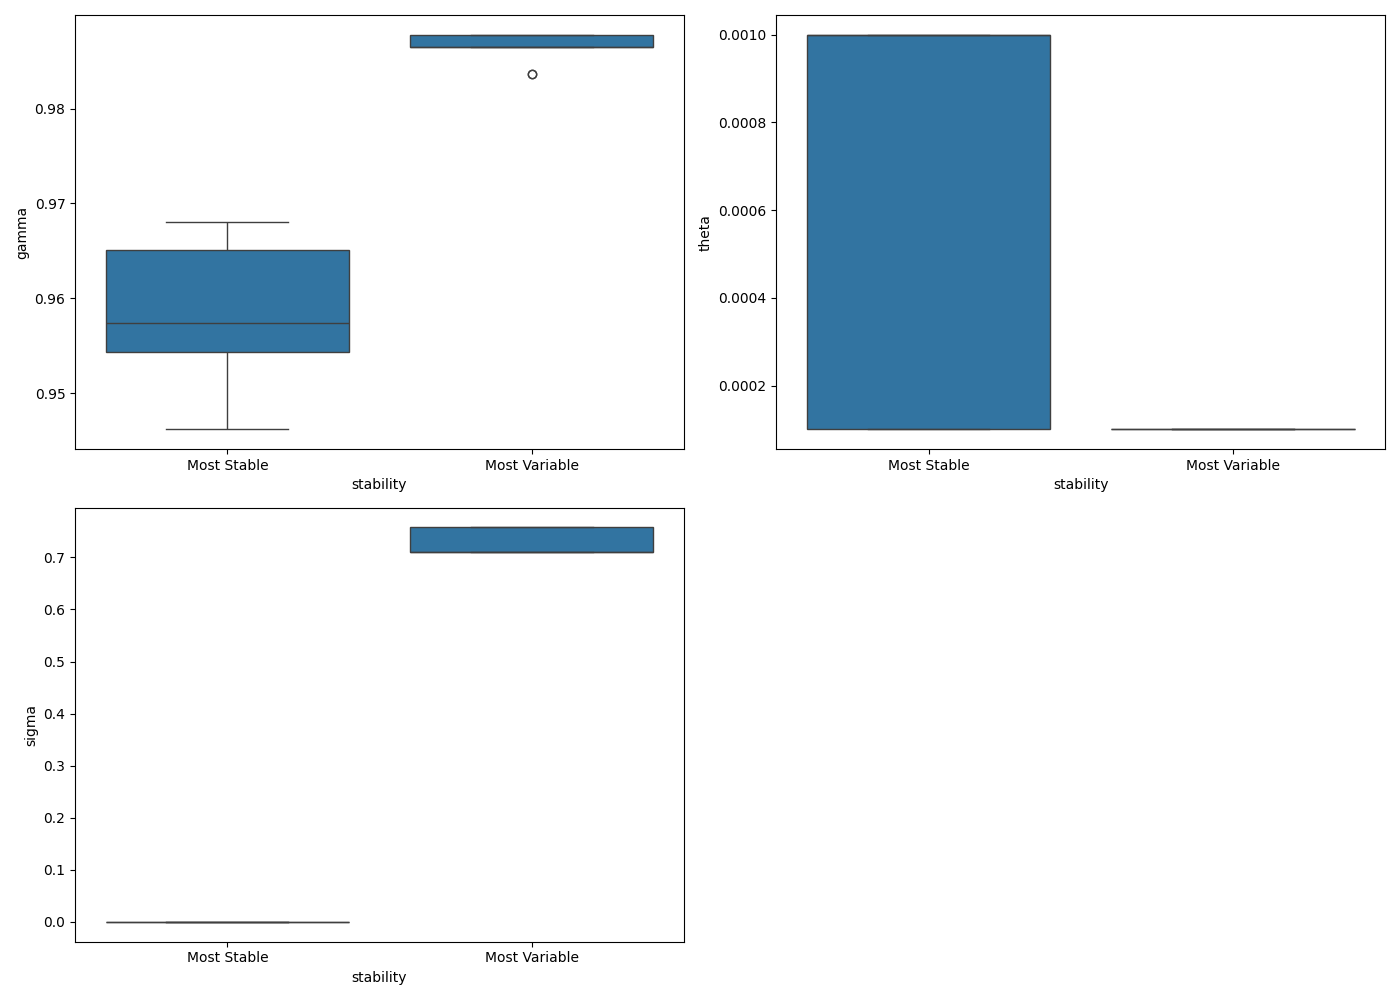 gamma
0.98
0.97
0.96
0.95
Most Stable
Most Variable
stability
theta
0.0010
0.0008
0.0006
0.0004
0.0002
Most Stable
Most Variable
stability
sigma
0.7
0.6
0.5
0.4
0.3
0.2
0.1
0.0
Most Stable
Most Variable
stability